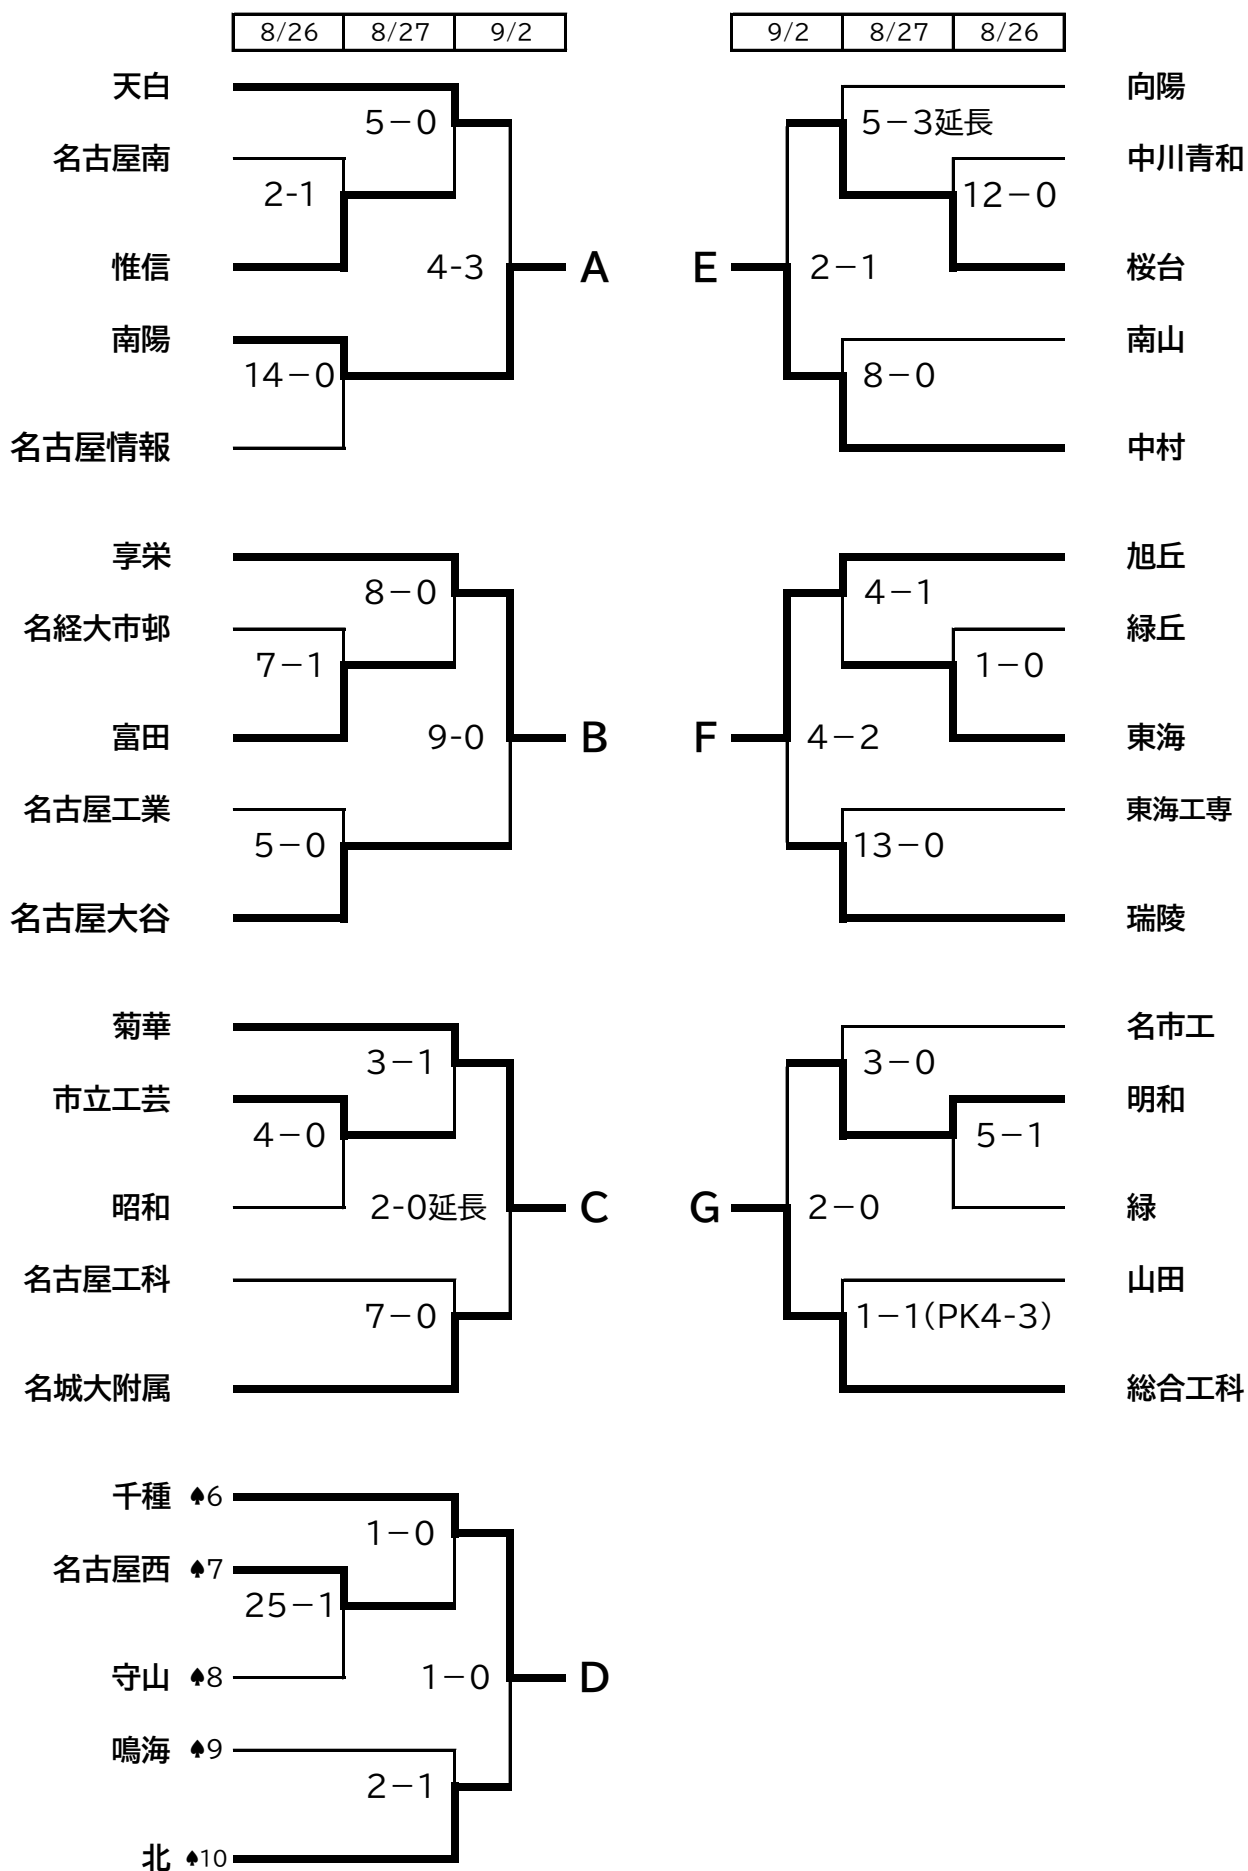 8/26 8/27 9/2
天白
5－0
名古屋南
2-1
惟信
4-3
A
南陽
14－0
名古屋情報
享栄
8－0
名経大市邨
7－1
富田
9-0
B
名古屋工業
5－0
名古屋大谷
菊華
3－1
市立工芸
4－0
昭和
2-0延長
C
名古屋工科
7－0
名城大附属
千種 ♠6
1－0
名古屋西 ♠7
25－1
守山 ♠8
1－0
D
鳴海 ♠9
2－1
北 ♠10
9/2 8/27 8/26
向陽
5－3延長
中川青和
12－0
桜台
E
2－1
南山
8－0
中村
旭丘
4－1
緑丘
1－0
東海
F
4－2
東海工専
13－0
瑞陵
名市工
3－0
明和
5－1
緑
G
2－0
山田
1－1(PK4-3)
総合工科